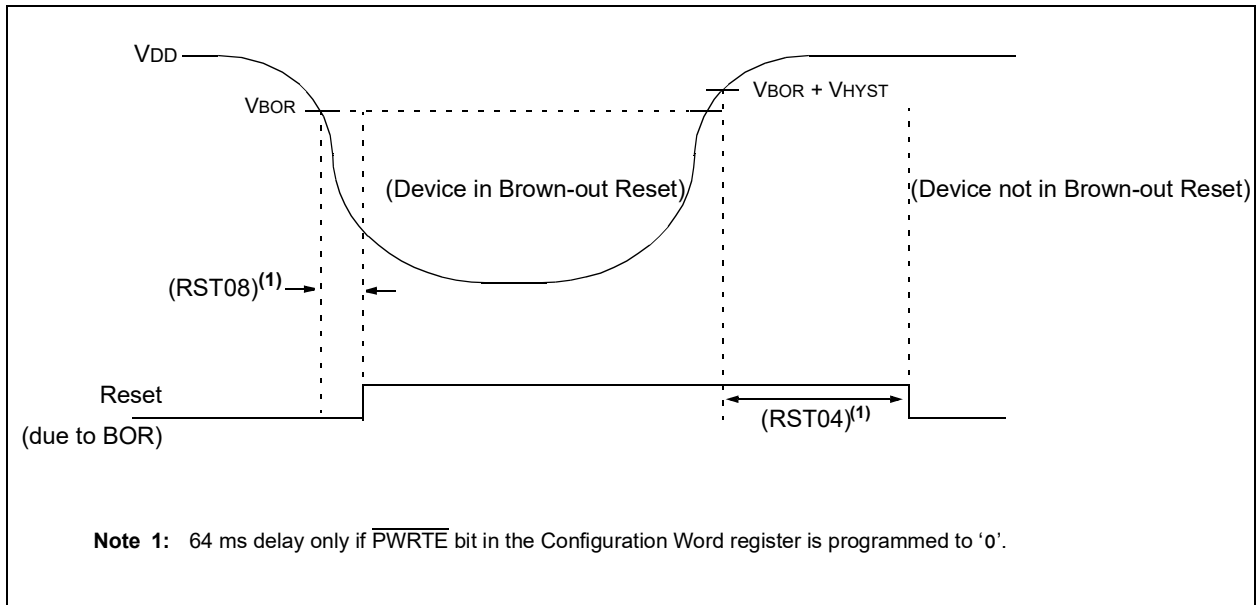 VDD
VBOR
VBOR + VHYST
(Device in Brown-out Reset)
(Device not in Brown-out Reset)
(RST08)(1)
Reset
(due to BOR)
(RST04)(1)
Note 1: 64 ms delay only if PWRTE bit in the Configuration Word register is programmed to ‘0’.